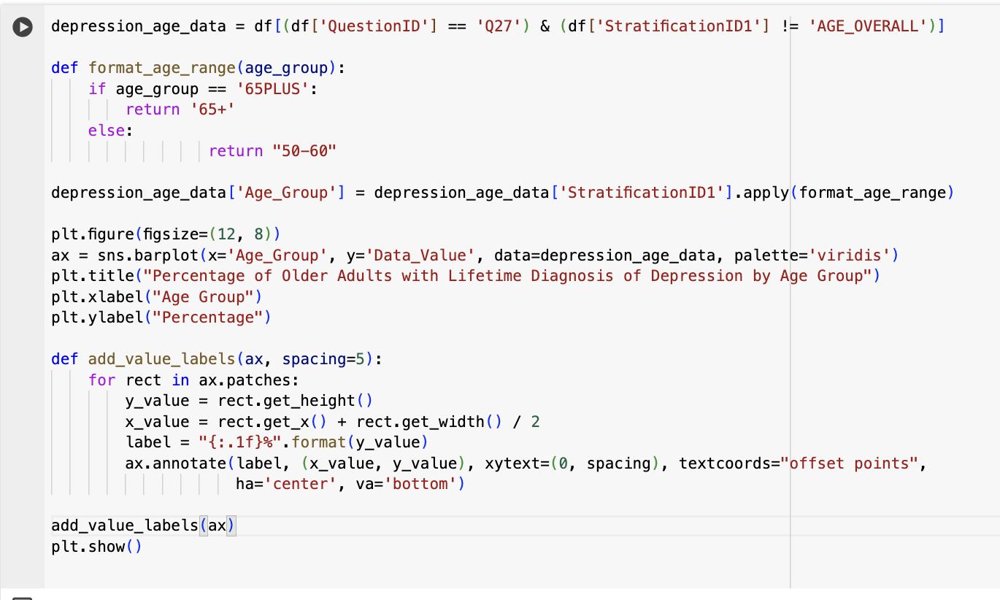 depression_age_data = df[(df['QuestionID'] == 'Q27') & (df['StratificationID1'] != 'AGE_OVERALL')]

def format_age_range(age_group):
    if age_group == '65PLUS':
        return '65+'
    else:
                 return "50-60"

depression_age_data['Age_Group'] = depression_age_data['StratificationID1'].apply(format_age_range)

plt.figure(figsize=(12, 8))
ax = sns.barplot(x='Age_Group', y='Data_Value', data=depression_age_data, palette='viridis')
plt.title("Percentage of Older Adults with Lifetime Diagnosis of Depression by Age Group")
plt.xlabel("Age Group")
plt.ylabel("Percentage")

def add_value_labels(ax, spacing=5):
    for rect in ax.patches:
        y_value = rect.get_height()
        x_value = rect.get_x() + rect.get_width() / 2
        label = "{:.1f}%".format(y_value)
        ax.annotate(label, (x_value, y_value), xytext=(0, spacing), textcoords="offset points",
                    ha='center', va='bottom')

add_value_labels(ax)
plt.show()